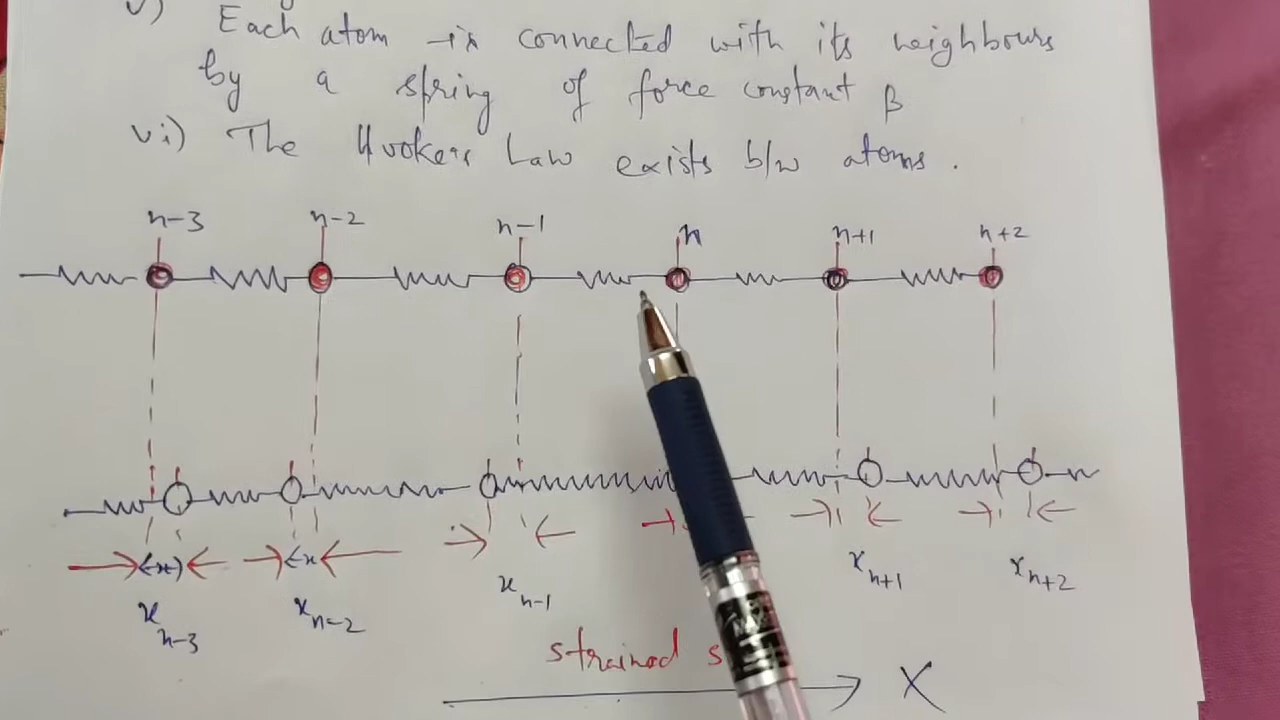 v)
Each atom is connected with its neighbours
by a spring of force constant β
vi) The Hookers Law exists b/w atoms.
n-3 n-2 n-1 n n+1 n+2
x
x
x n-3
x n-2
x n-1
x n+1
x n+2
strained s
X